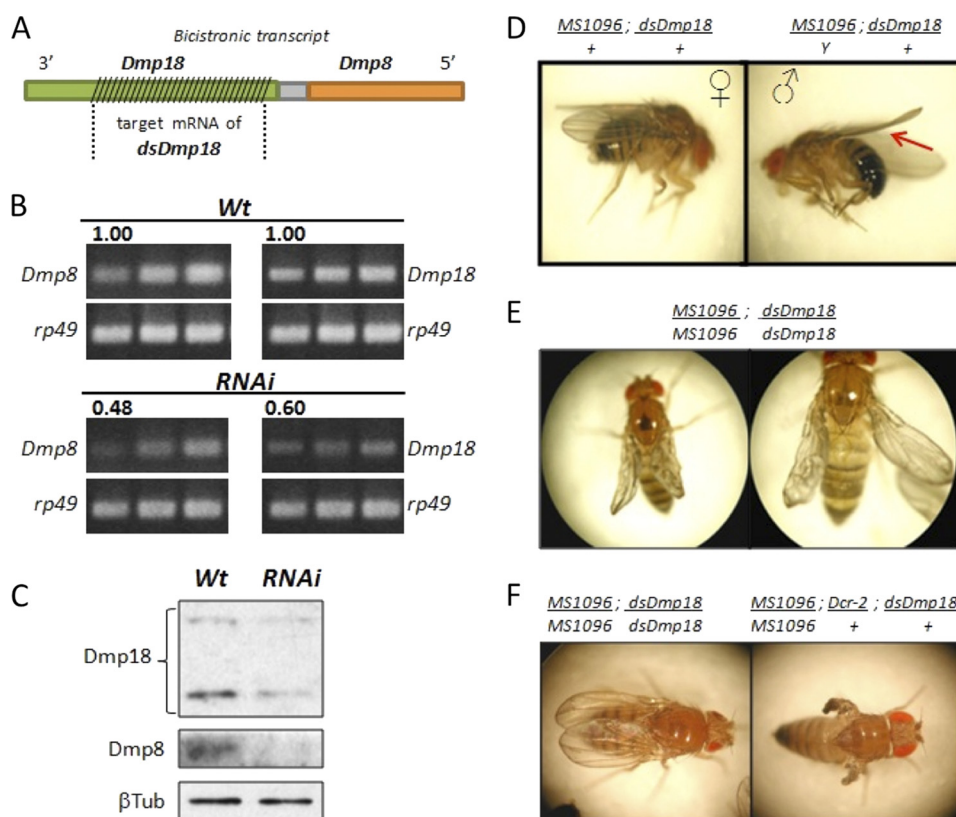 A
Bicistronic transcript
3’ Dmp18 Dmp8 5’
target mRNA of
dsDmp18
B
Wt
1.00 1.00
Dmp8 Dmp18
rp49 rp49
RNAi
0.48 0.60
Dmp8 Dmp18
rp49 rp49
C
Wt RNAi
Dmp18
Dmp8
βTub
D
MS1096 ; dsDmp18 MS1096 ; dsDmp18
+ + Y +
♀ ♂
E
MS1096 ; dsDmp18
MS1096 dsDmp18
F
MS1096 ; dsDmp18 MS1096 ; Dcr-2 ; dsDmp18
MS1096 dsDmp18 MS1096 + +